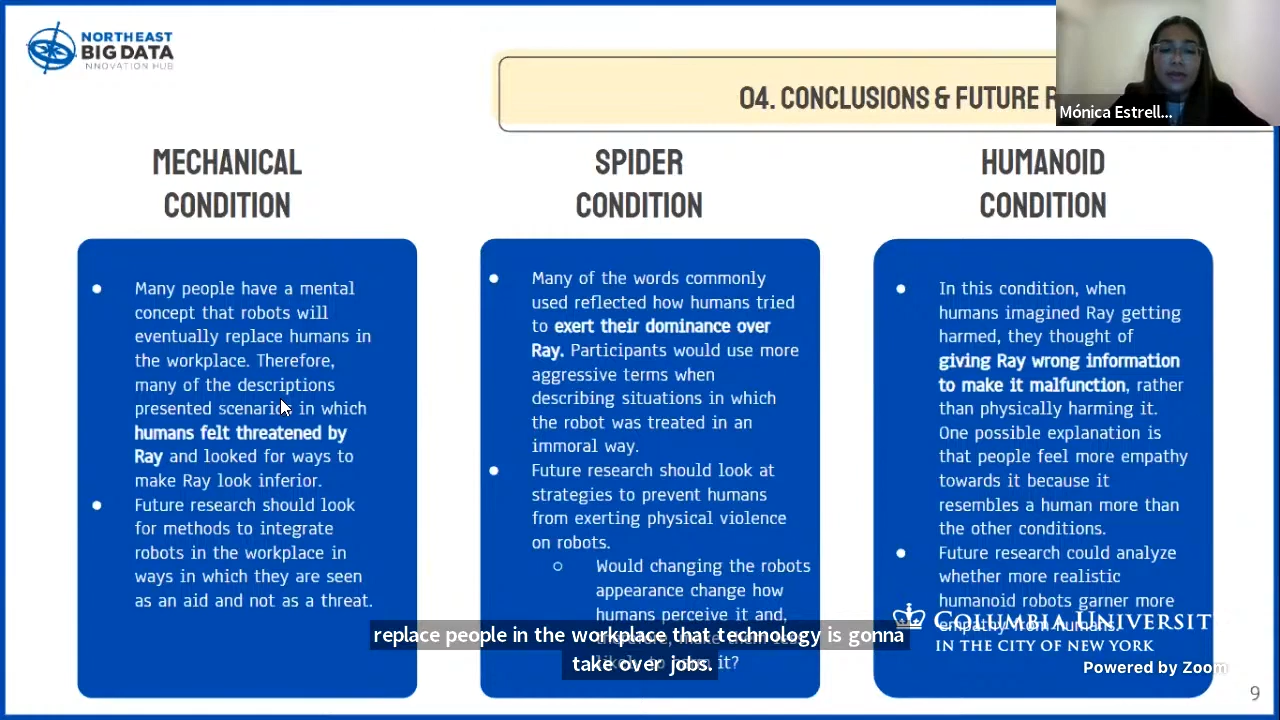 NORTHEAST
BIG DATA
INNOVATION HUB
04. CONCLUSIONS & FUTURE
Mónica Estrell...
MECHANICAL
CONDITION
Many people have a mental
concept that robots will
eventually replace humans in
the workplace. Therefore,
many of the descriptions
presented scenarios in which
humans felt threatened by
Ray and looked for ways to
make Ray look inferior.
Future research should look
for methods to integrate
robots in the workplace in
ways in which they are seen
as an aid and not as a threat.
SPIDER
CONDITION
Many of the words commonly
used reflected how humans tried
to exert their dominance over
Ray. Participants would use more
aggressive terms when
describing situations in which
the robot was treated in an
immoral way.
Future research should look at
strategies to prevent humans
from exerting physical violence
on robots.
Would changing the robots
appearance change how
humans perceive it and,
it?
HUMANOID
CONDITION
In this condition, when
humans imagined Ray getting
harmed, they thought of
giving Ray wrong information
to make it malfunction, rather
than physically harming it.
One possible explanation is
that people feel more empathy
towards it because it
resembles a human more than
the other conditions.
Future research could analyze
whether more realistic
humanoid robots garner more
empathy from humans.
replace people in the workplace that technology is gonna
take over jobs.
COLUMBIA UNIVERSITY
IN THE CITY OF NEW YORK
Powered by Zoom
9